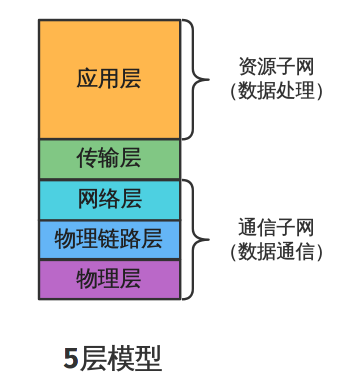 应用层
资源子网
（数据处理）
传输层
网络层
物理链路层
通信子网
（数据通信）
物理层
5层模型